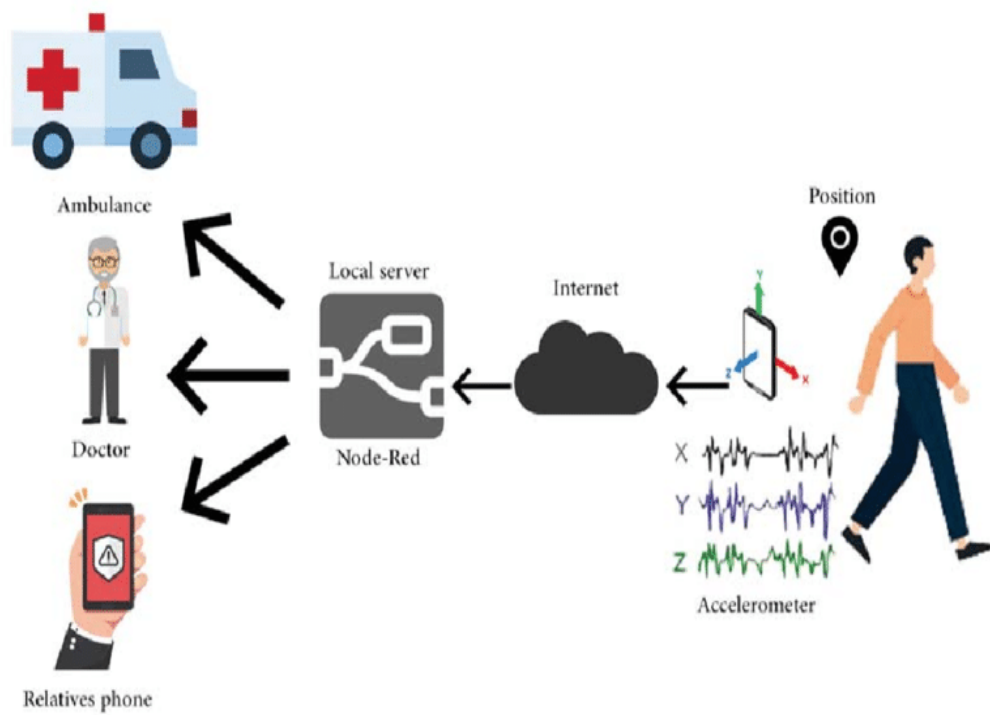 Ambulance
Doctor
Relatives phone
Local server
Node-Red
Internet
Position
Y
Z
X
X
Y
Z
Accelerometer